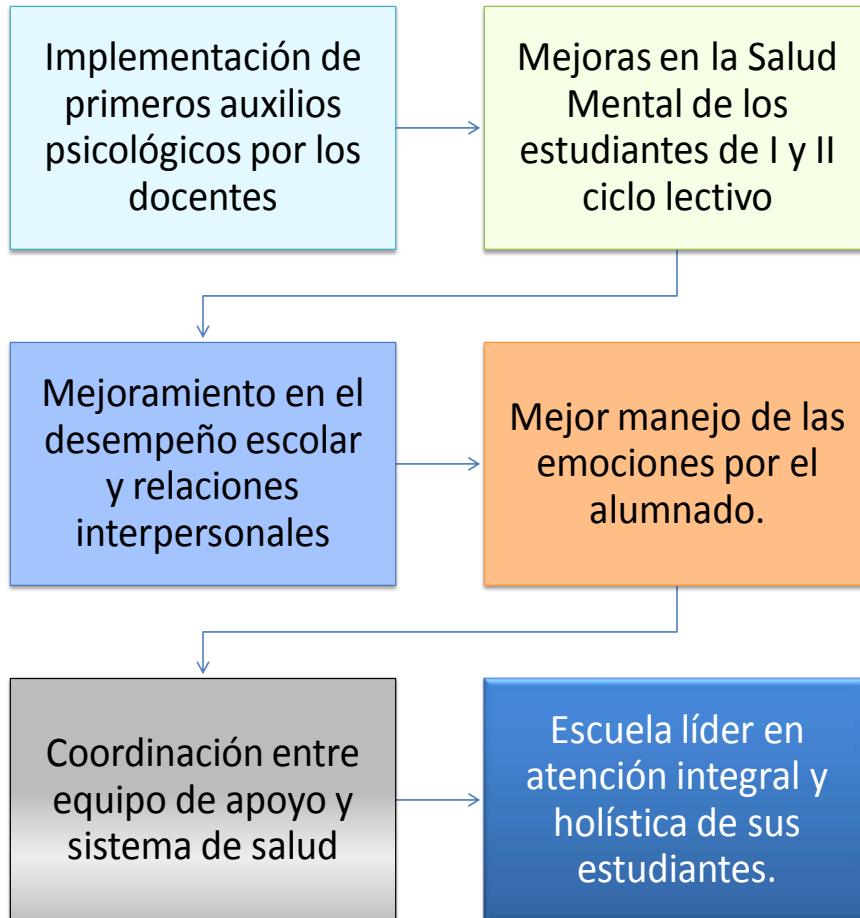 Implementación de
primeros auxilios
psicológicos por los
docentes
Mejoras en la Salud
Mental de los
estudiantes de I y II
ciclo lectivo
Mejoramiento en el
desempeño escolar
y relaciones
interpersonales
Mejor manejo de las
emociones por el
alumnado.
Coordinación entre
equipo de apoyo y
sistema de salud
Escuela líder en
atención integral y
holística de sus
estudiantes.